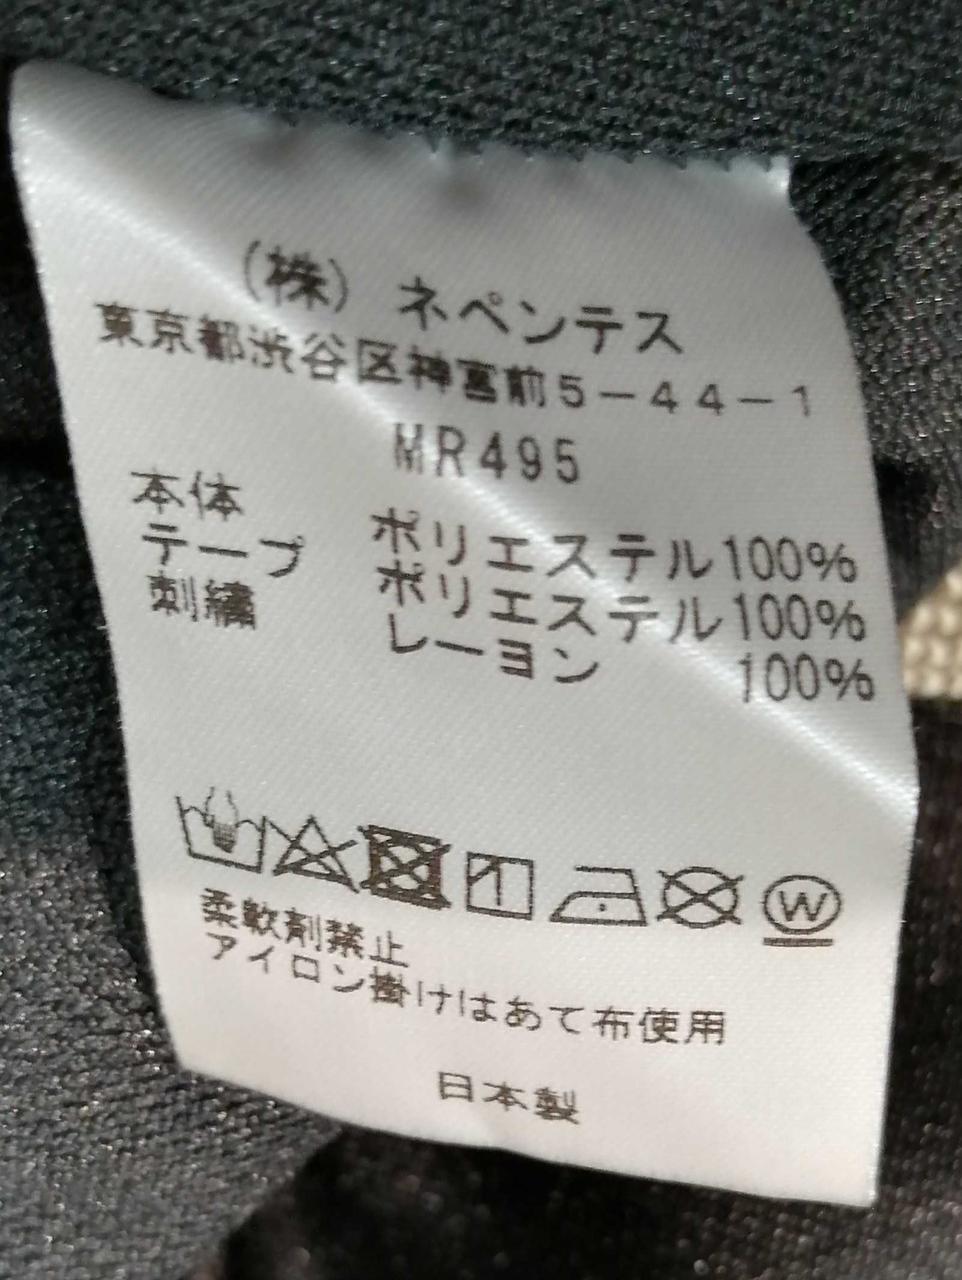 (株) ネペンテス
東京都渋谷区神宮前5-44-1
MR495
本体 ポリエステル100%
テープ ポリエステル100%
刺繍 レーヨン 100%
W
柔軟剤禁止
アイロン掛けはあて布使用
日本製